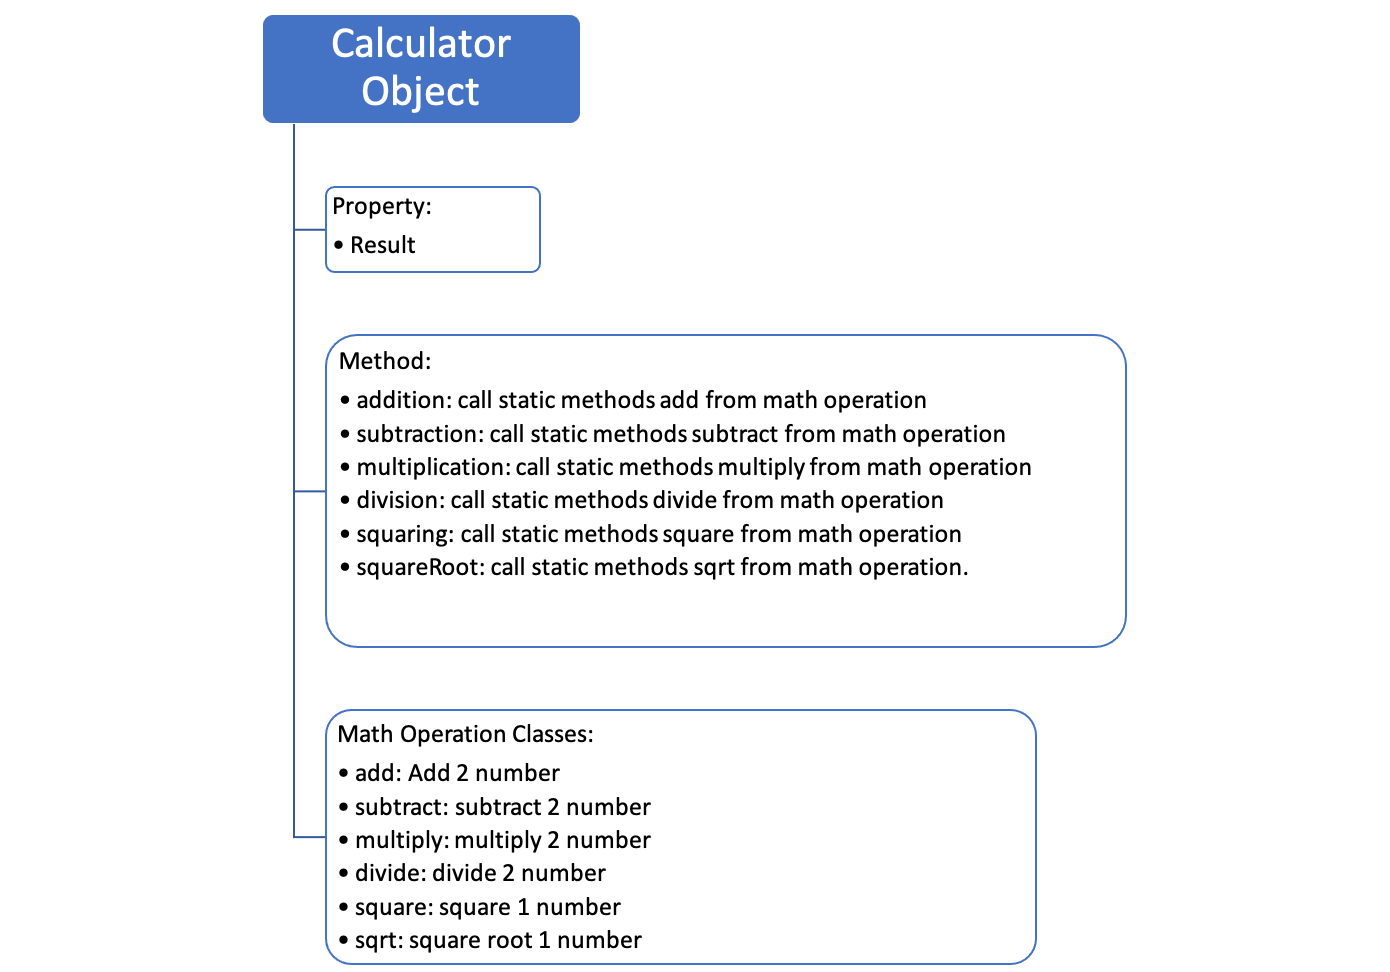 Calculator
Object
Property:
• Result
Method:
• addition: call static methods add from math operation
• subtraction: call static methods subtract from math operation
• multiplication: call static methods multiply from math operation
• division: call static methods divide from math operation
• squaring: call static methods square from math operation
• squareRoot: call static methods sqrt from math operation.
Math Operation Classes:
• add: Add 2 number
• subtract: subtract 2 number
• multiply: multiply 2 number
• divide: divide 2 number
• square: square 1 number
• sqrt: square root 1 number